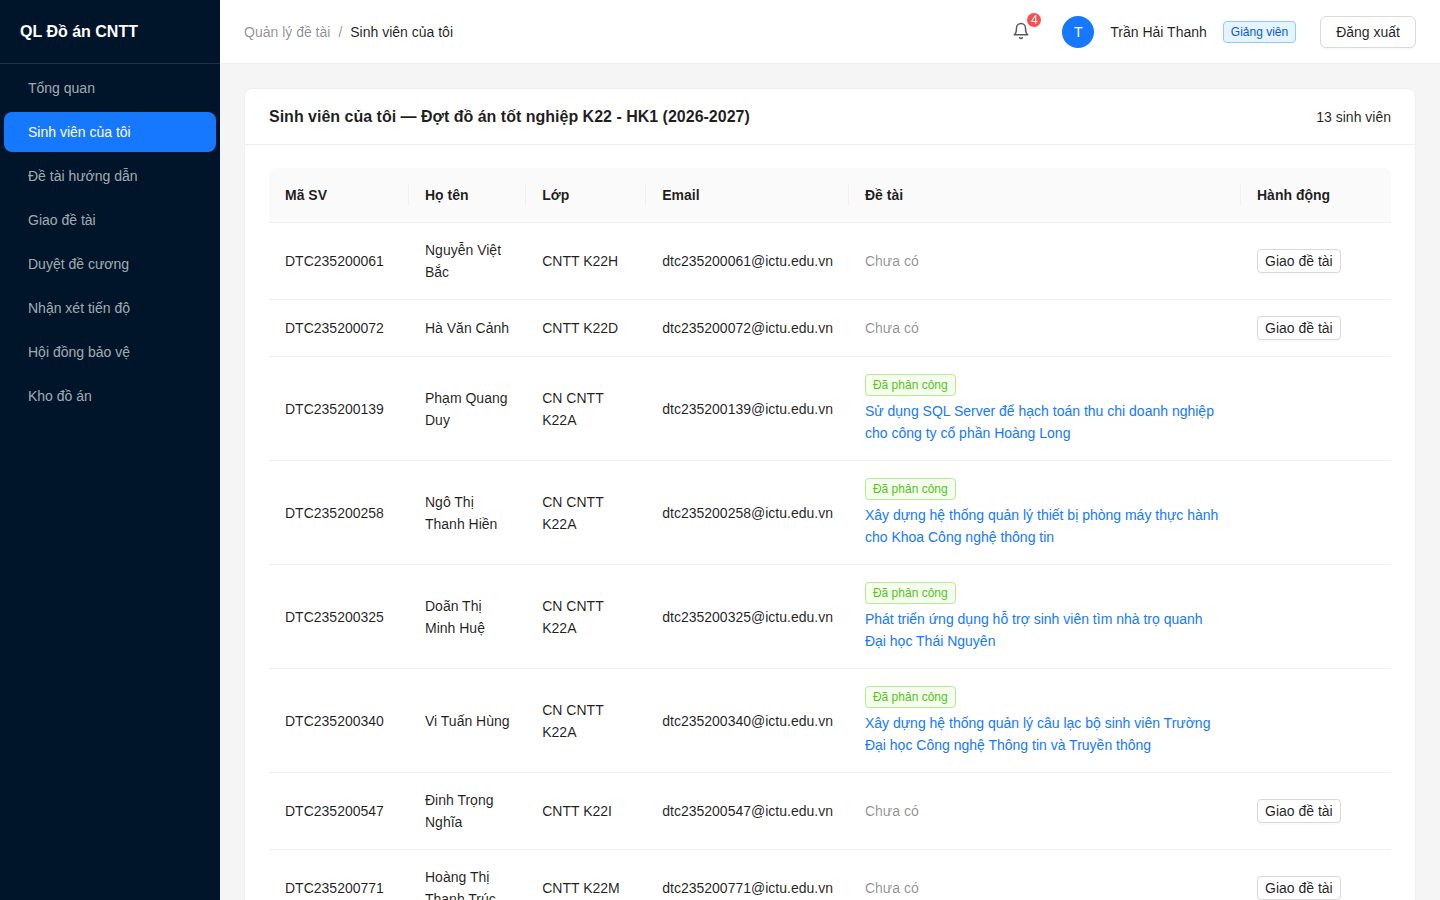 QL Đồ án CNTT
Quản lý đề tài / Sinh viên của tôi
4
T
Trần Hải Thanh
Giảng viên
Đăng xuất
Tổng quan
Sinh viên của tôi
Đề tài hướng dẫn
Giao đề tài
Duyệt đề cương
Nhận xét tiến độ
Hội đồng bảo vệ
Kho đồ án
Sinh viên của tôi — Đợt đồ án tốt nghiệp K22 - HK1 (2026-2027)
13 sinh viên
Mã SV Họ tên Lớp Email Đề tài Hành động
DTC235200061 Nguyễn Việt Bắc CNTT K22H dtc235200061@ictu.edu.vn Chưa có Giao đề tài
DTC235200072 Hà Văn Cảnh CNTT K22D dtc235200072@ictu.edu.vn Chưa có Giao đề tài
DTC235200139 Phạm Quang Duy CN CNTT K22A dtc235200139@ictu.edu.vn Đã phân công
Sử dụng SQL Server để hạch toán thu chi doanh nghiệp
cho công ty cổ phần Hoàng Long
DTC235200258 Ngô Thị Thanh Hiền CN CNTT K22A dtc235200258@ictu.edu.vn Đã phân công
Xây dựng hệ thống quản lý thiết bị phòng máy thực hành
cho Khoa Công nghệ thông tin
DTC235200325 Doãn Thị Minh Huệ CN CNTT K22A dtc235200325@ictu.edu.vn Đã phân công
Phát triển ứng dụng hỗ trợ sinh viên tìm nhà trọ quanh
Đại học Thái Nguyên
DTC235200340 Vi Tuấn Hùng CN CNTT K22A dtc235200340@ictu.edu.vn Đã phân công
Xây dựng hệ thống quản lý câu lạc bộ sinh viên Trường
Đại học Công nghệ Thông tin và Truyền thông
DTC235200547 Đinh Trọng Nghĩa CNTT K22I dtc235200547@ictu.edu.vn Chưa có Giao đề tài
DTC235200771 Hoàng Thị Thanh Trúc CNTT K22M dtc235200771@ictu.edu.vn Chưa có Giao đề tài